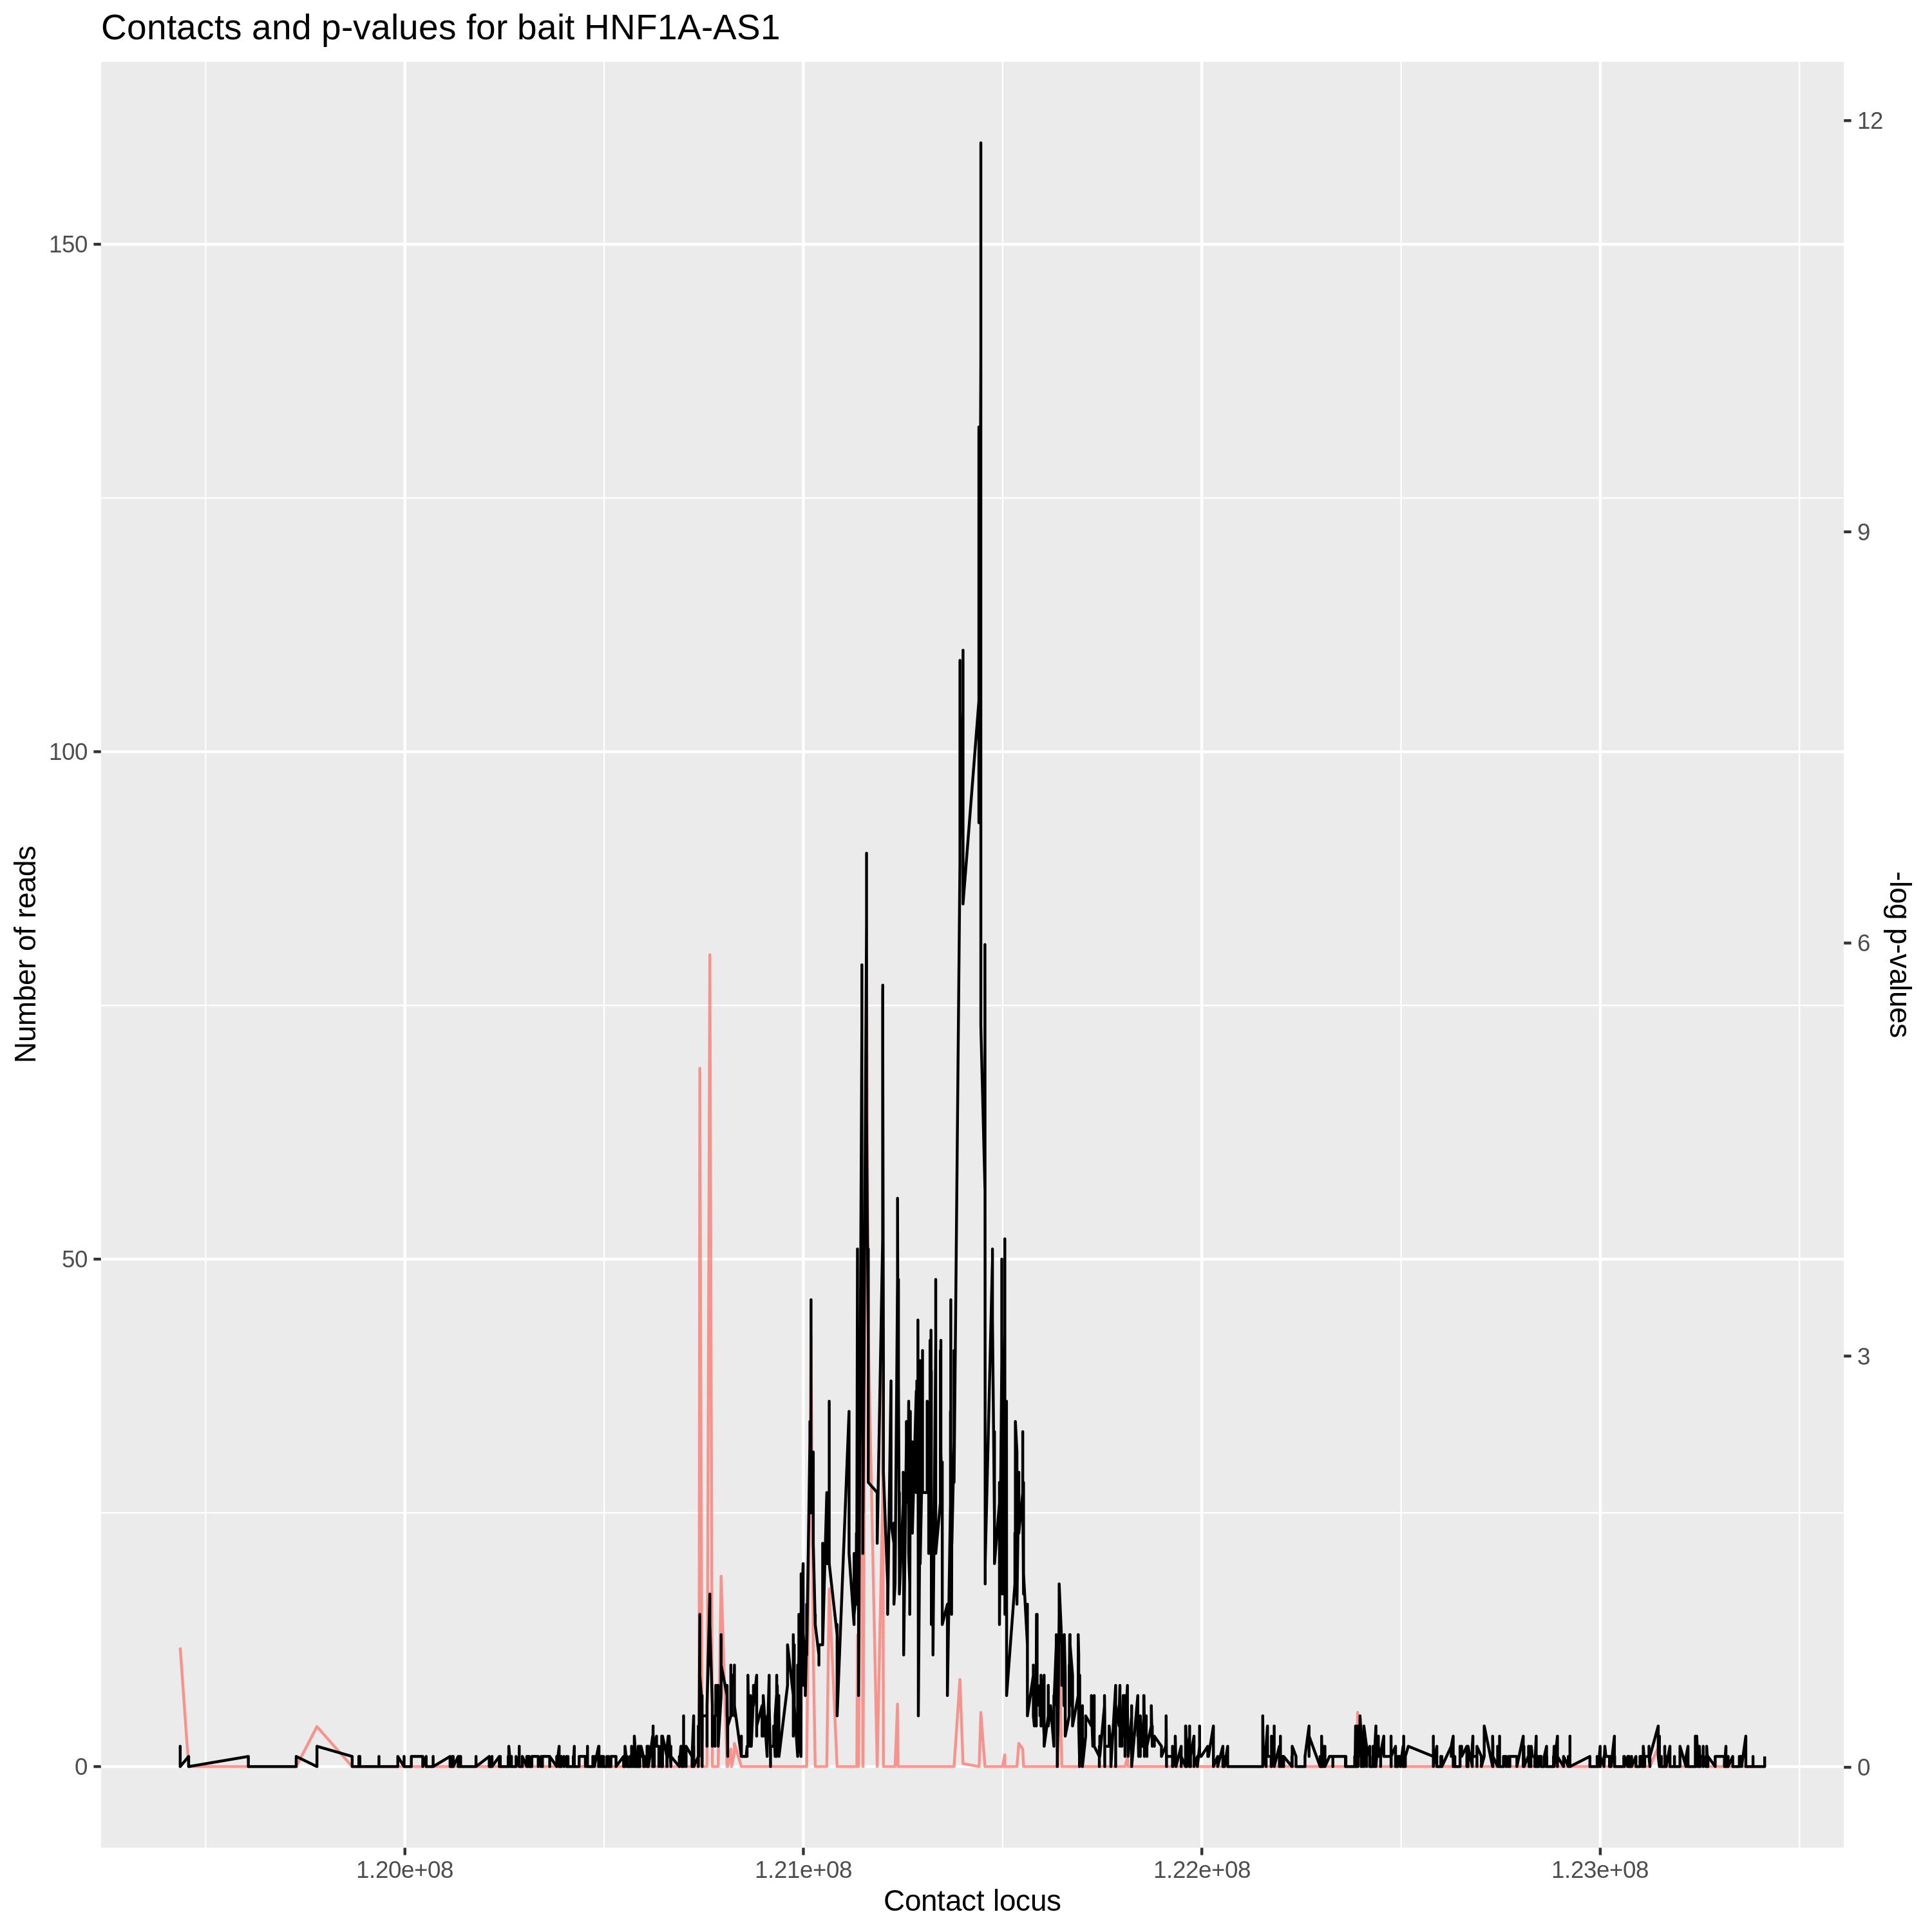 Contacts and p-values for bait HNF1A-AS1
150
100
50
0
Number of reads
12
9
6
3
0
-log p-values
1.20e+08
1.21e+08
1.22e+08
1.23e+08
Contact locus